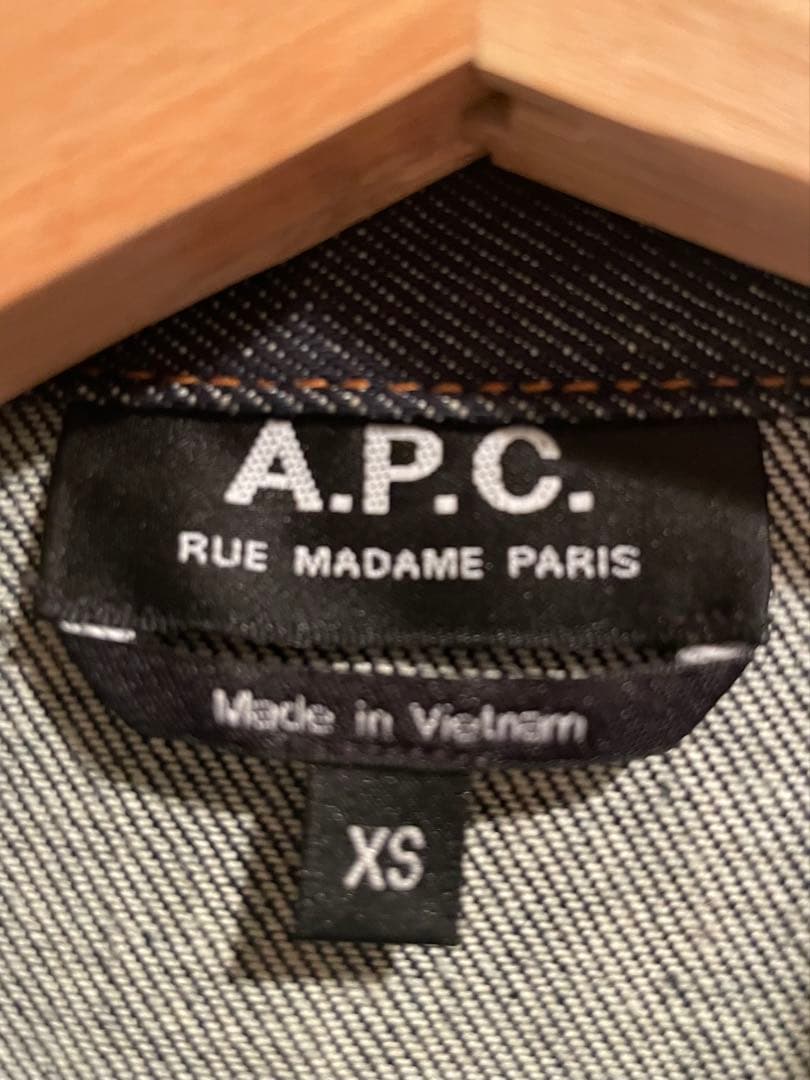 A.P.C.
RUE MADAME PARIS
Made in Vietnam
XS